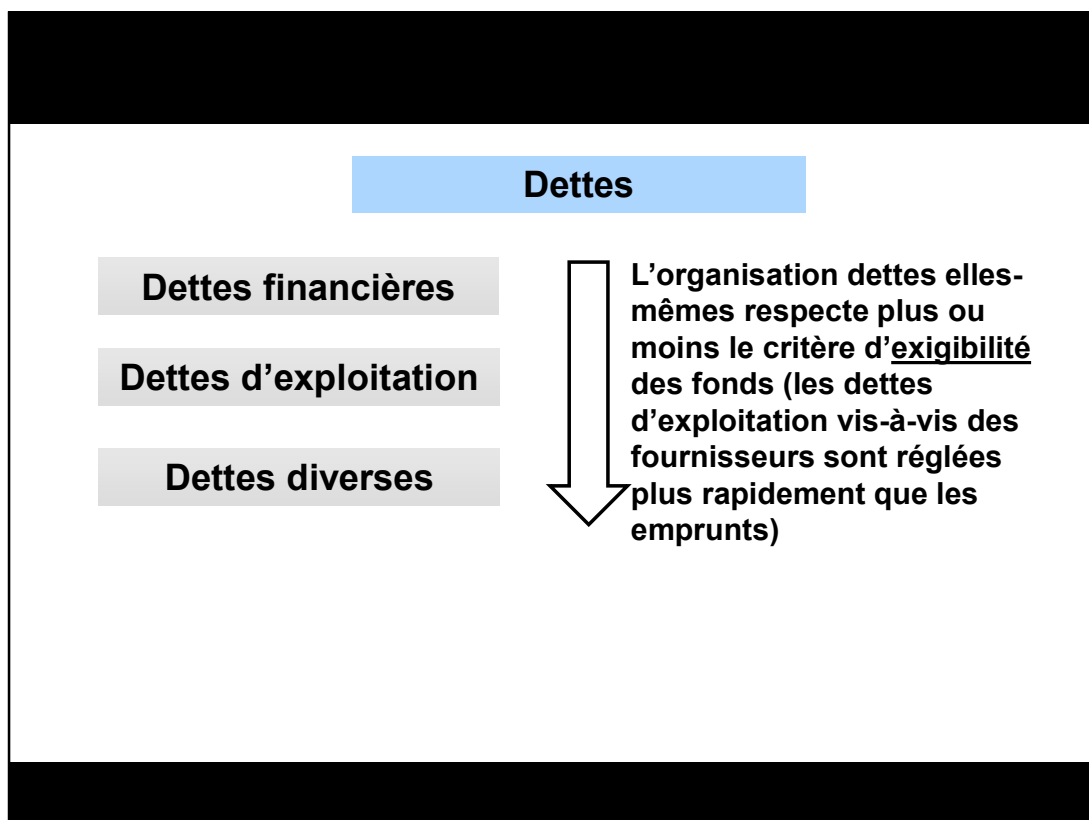 Dettes
Dettes financières
Dettes d’exploitation
Dettes diverses
L’organisation dettes elles-
mêmes respecte plus ou
moins le critère d’exigibilité
des fonds (les dettes
d’exploitation vis-à-vis des
fournisseurs sont réglées
plus rapidement que les
emprunts)